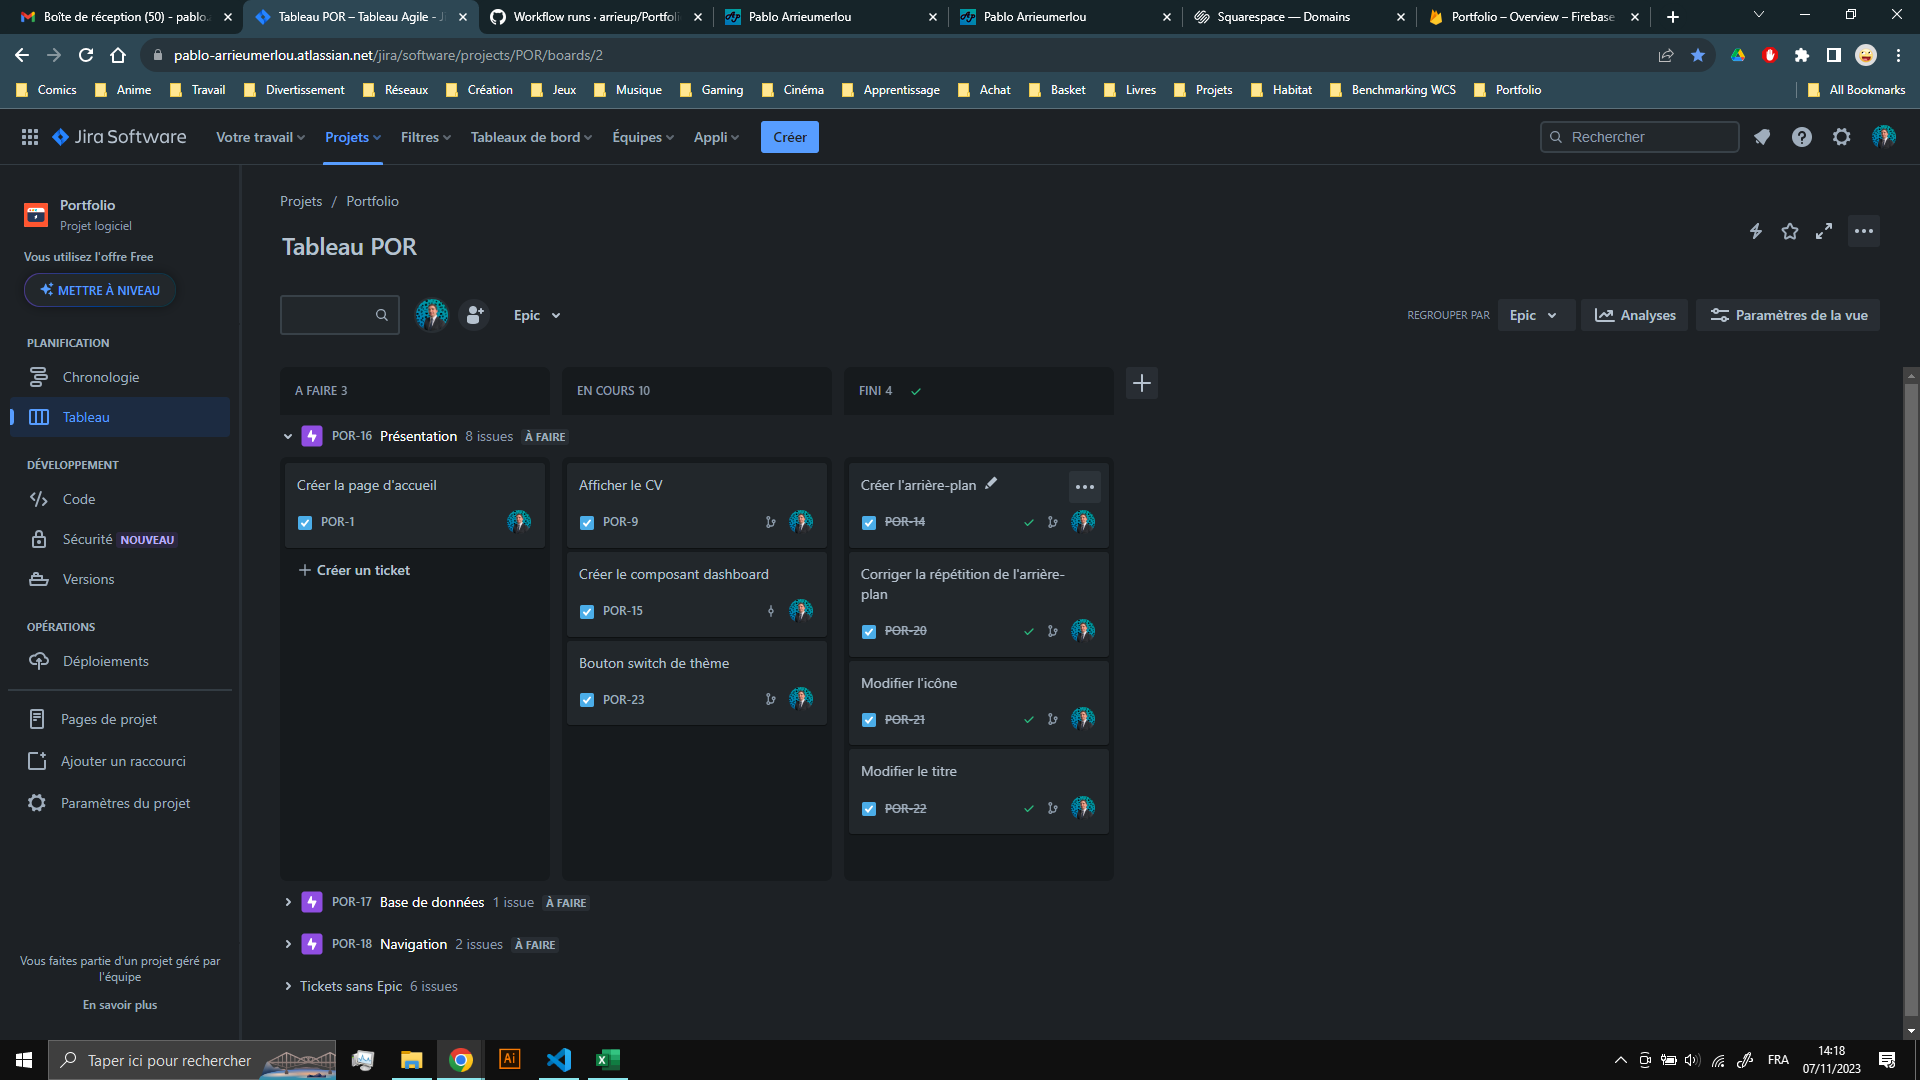 Boîte de réception (50) - pablo.
Tableau POR – Tableau Agile - Ji
Workflow runs · arrieup/Portfoli
Pablo Arrieumerlou
Pablo Arrieumerlou
Squarespace — Domains
Portfolio – Overview – Firebase
pablo-arrieumerlou.atlassian.net/jira/software/projects/POR/boards/2
Comics
Anime
Travail
Divertissement
Réseaux
Création
Jeux
Musique
Gaming
Cinéma
Apprentissage
Achat
Basket
Livres
Projets
Habitat
Benchmarking WCS
Portfolio
All Bookmarks
Jira Software
Votre travail
Projets
Filtres
Tableaux de bord
Équipes
Appli
Créer
Rechercher
Portfolio
Projet logiciel
Vous utilisez l'offre Free
METTRE À NIVEAU
PLANIFICATION
Chronologie
Tableau
DÉVELOPPEMENT
Code
Sécurité NOUVEAU
Versions
OPÉRATIONS
Déploiements
Pages de projet
Ajouter un raccourci
Paramètres du projet
Vous faites partie d'un projet géré par
l'équipe
En savoir plus
Projets / Portfolio
Tableau POR
Epic
REGROUPER PAR
Epic
Analyses
Paramètres de la vue
A FAIRE 3
EN COURS 10
FINI 4
POR-16 Présentation 8 issues À FAIRE
Créer la page d'accueil
POR-1
Créer un ticket
Afficher le CV
POR-9
Créer le composant dashboard
POR-15
Bouton switch de thème
POR-23
Créer l'arrière-plan
POR-14
Corriger la répétition de l'arrière-
plan
POR-20
Modifier l'icône
POR-21
Modifier le titre
POR-22
POR-17 Base de données 1 issue À FAIRE
POR-18 Navigation 2 issues À FAIRE
Tickets sans Epic 6 issues
Taper ici pour rechercher
Ai
FRA
14:18
07/11/2023